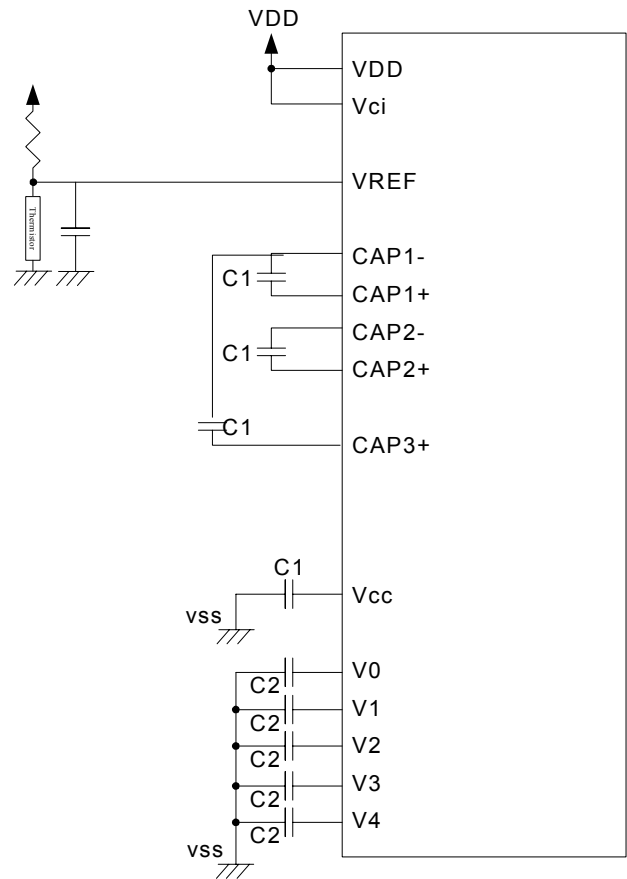 VDD
VDD
Vci
VREF
Thermistor
CAP1-
C1
CAP1+
CAP2-
C1
CAP2+
C1
CAP3+
C1
Vcc
vss
V0
C2
V1
C2
V2
C2
V3
C2
V4
C2
vss